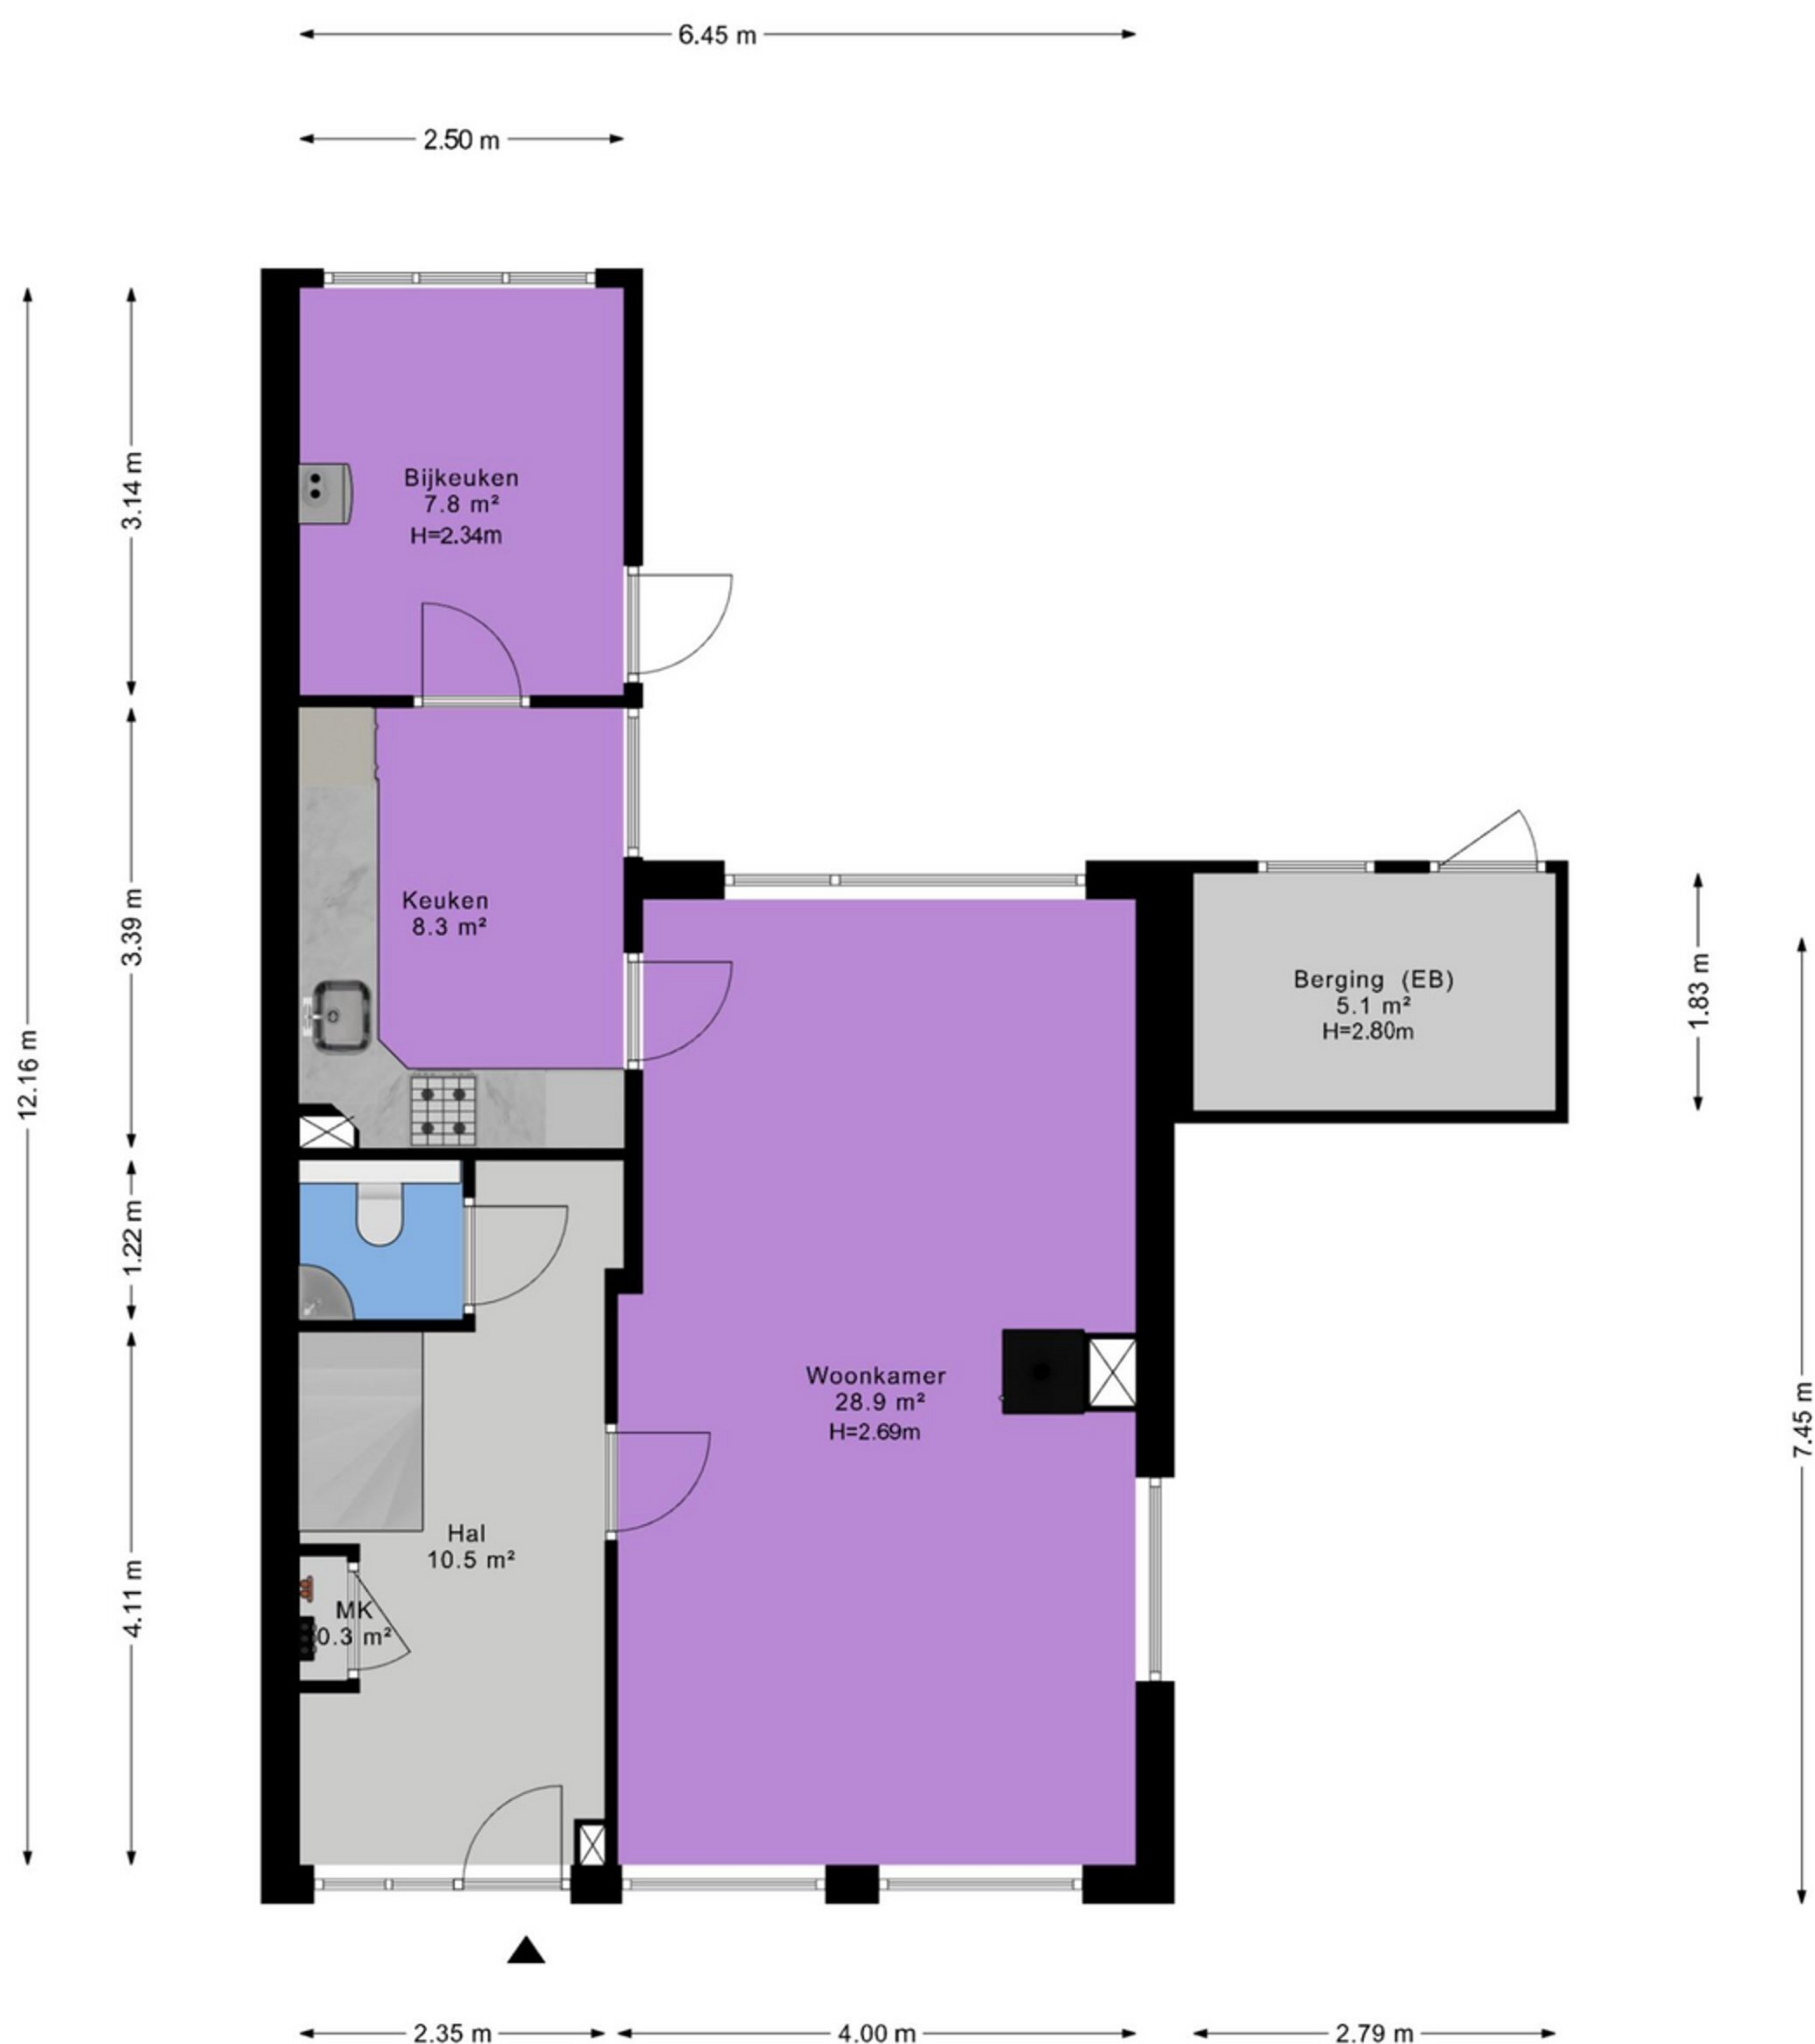 6.45 m
2.50 m
3.14 m
Bijkeuken
7.8 m²
H=2.34m
3.39 m
Keuken
8.3 m²
Berging (EB)
5.1 m²
H=2.80m
1.83 m
12.16 m
1.22 m
Woonkamer
28.9 m²
H=2.69m
7.45 m
Hal
10.5 m²
4.11 m
MK
0.3 m²
2.35 m
4.00 m
2.79 m